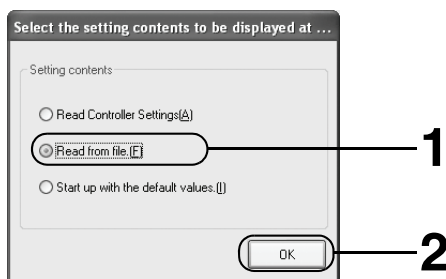 Select the setting contents to be displayed at ...
Setting contents
Read Controller Settings(A)
Read from file.(F)
1
Start up with the default values.(I)
OK
2